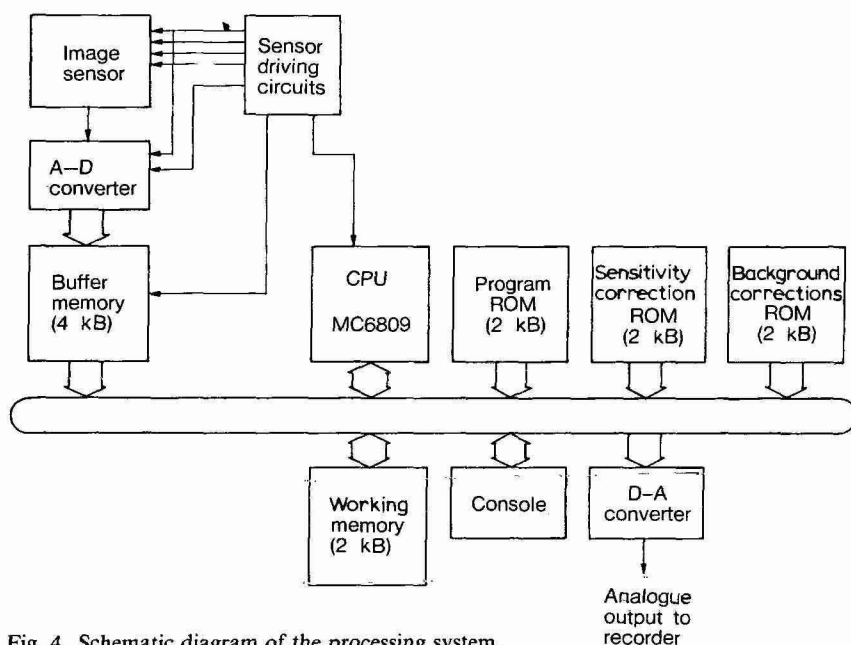 Image
sensor
Sensor
driving
circuits
A–D
converter
Buffer
memory
(4 kB)
CPU
MC6809
Program
ROM
(2 kB)
Sensitivity
correction
ROM
(2 kB)
Background
corrections
ROM
(2 kB)
Working
memory
(2 kB)
Console
D–A
converter
Analogue
output to
recorder
Fig. 4 Schematic diagram of the processing system